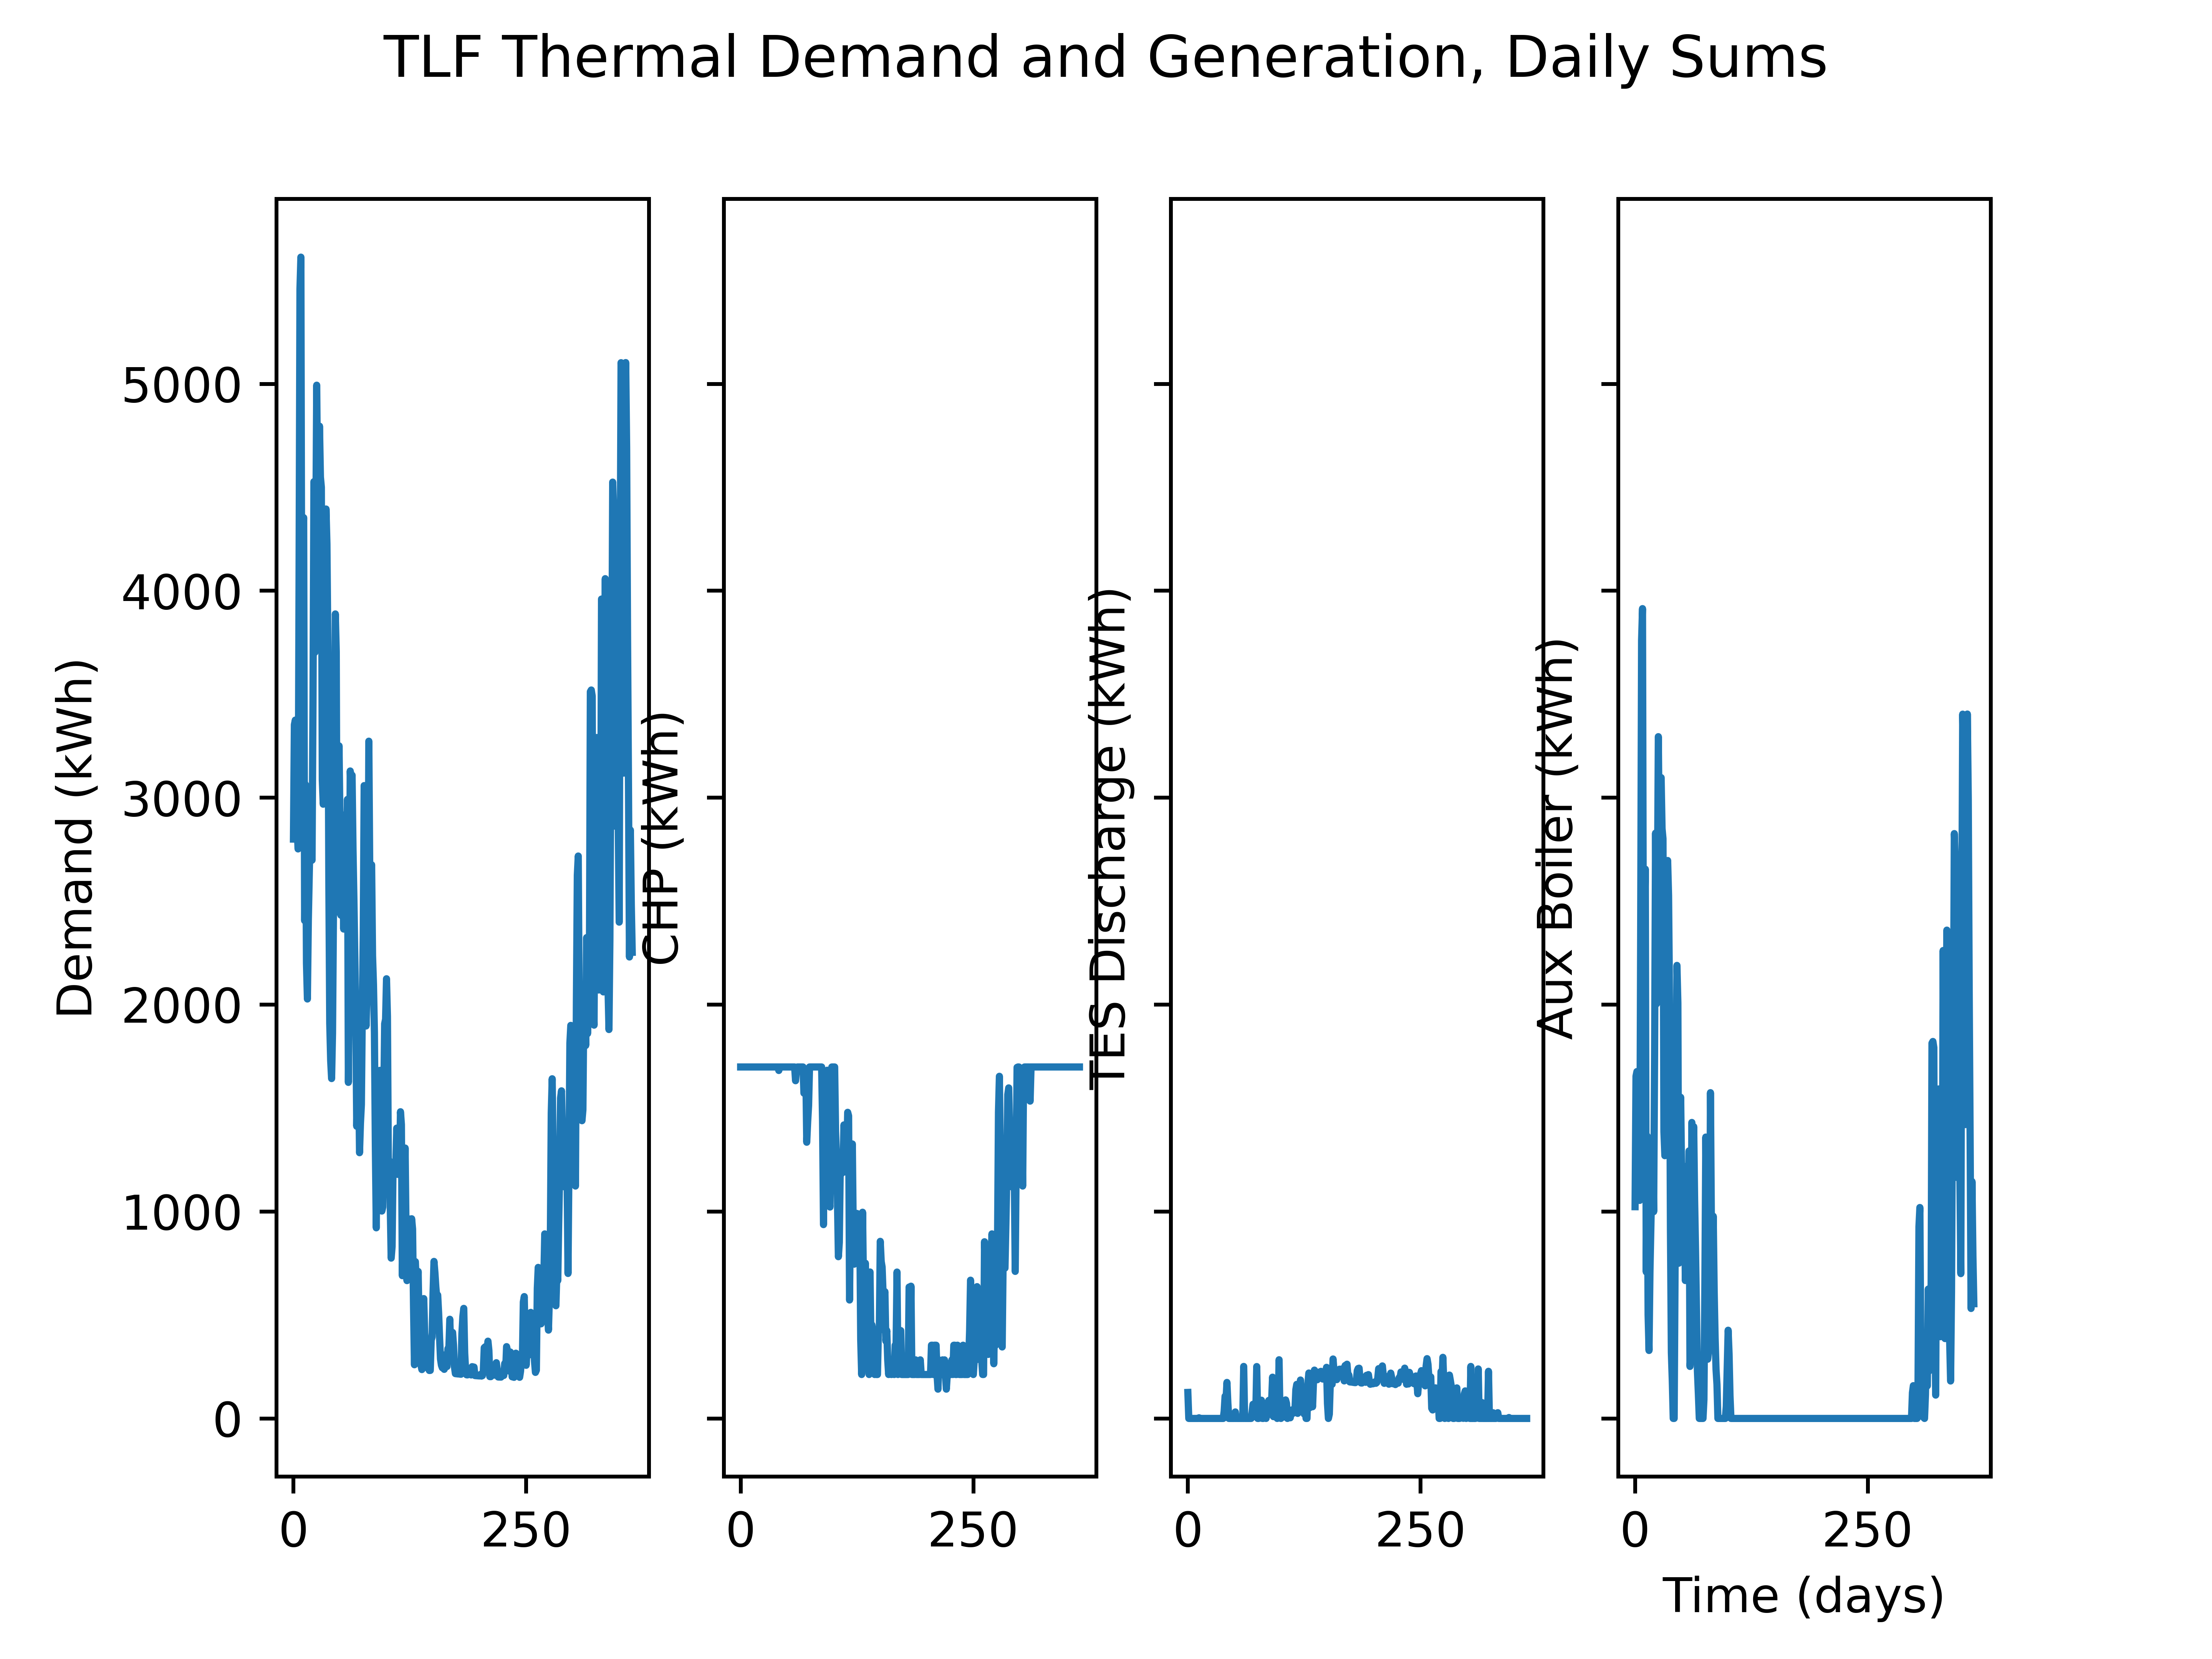 TLF Thermal Demand and Generation, Daily Sums
Demand (kWh)
5000
4000
3000
2000
1000
0
0 250
CHP (kWh)
0 250
TES Discharge (kWh)
0 250
Aux Boiler (kWh)
0 250
Time (days)